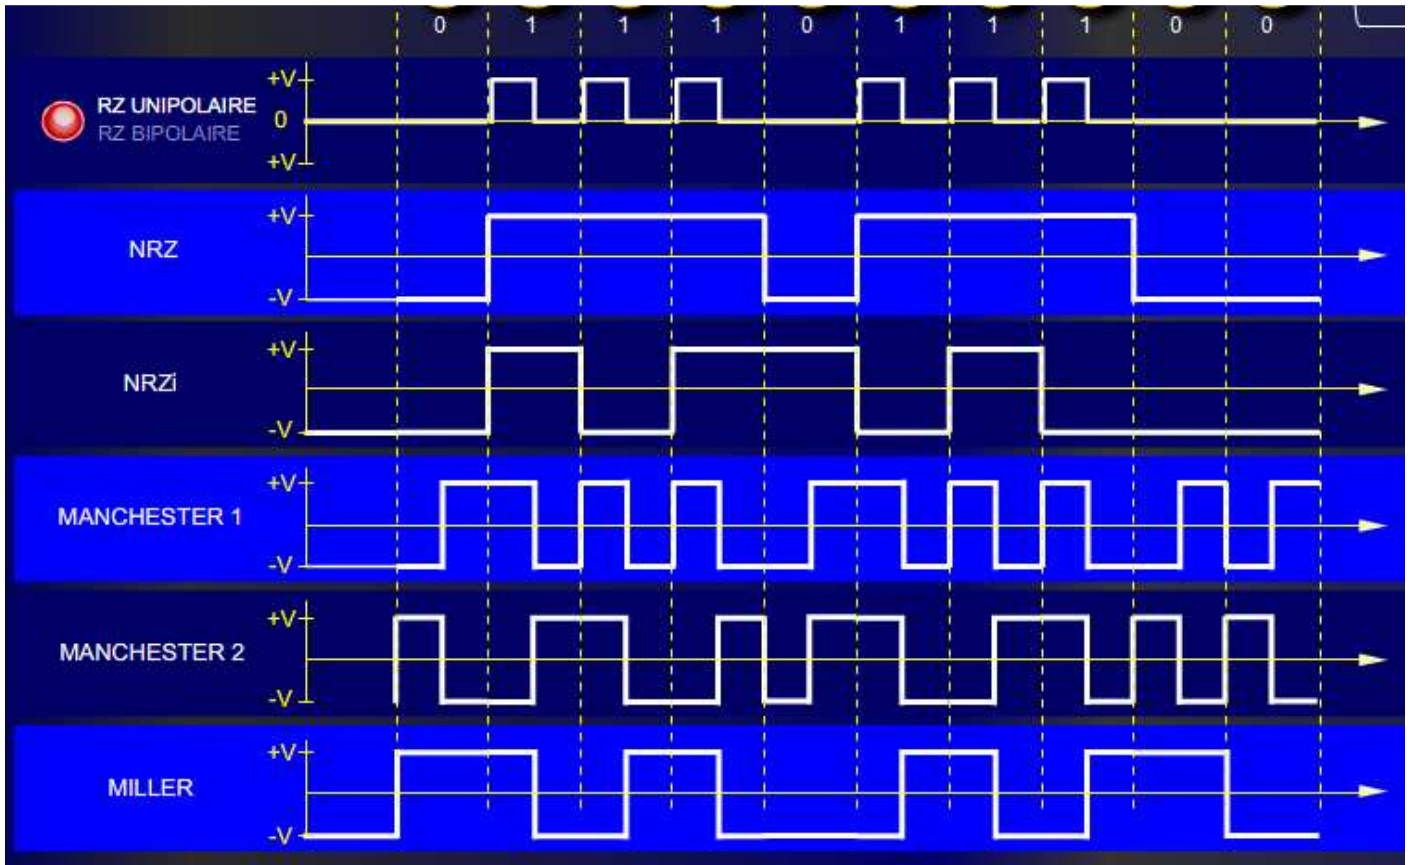 0 1 1 1 0 1 1 1 0 0
+V
RZ UNIPOLAIRE
0
RZ BIPOLAIRE
+V
+V
NRZ
-V
+V
NRZi
-V
+V
MANCHESTER 1
-V
+V
MANCHESTER 2
-V
+V
MILLER
-V